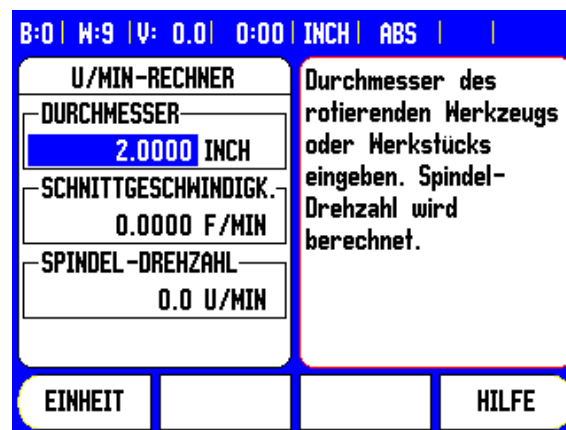 B:0 | W:9 | V: 0.0 | 0:00 | INCH | ABS | |
U/MIN-RECHNER
DURCHMESSER
2.0000 INCH
SCHNITTGESCHWINDIGK.
0.0000 F/MIN
SPINDEL-DREHZAHL
0.0 U/MIN
Durchmesser des
rotierenden Werkzeugs
oder Werkstücks
eingeben. Spindel-
Drehzahl wird
berechnet.
EINHEIT
HILFE